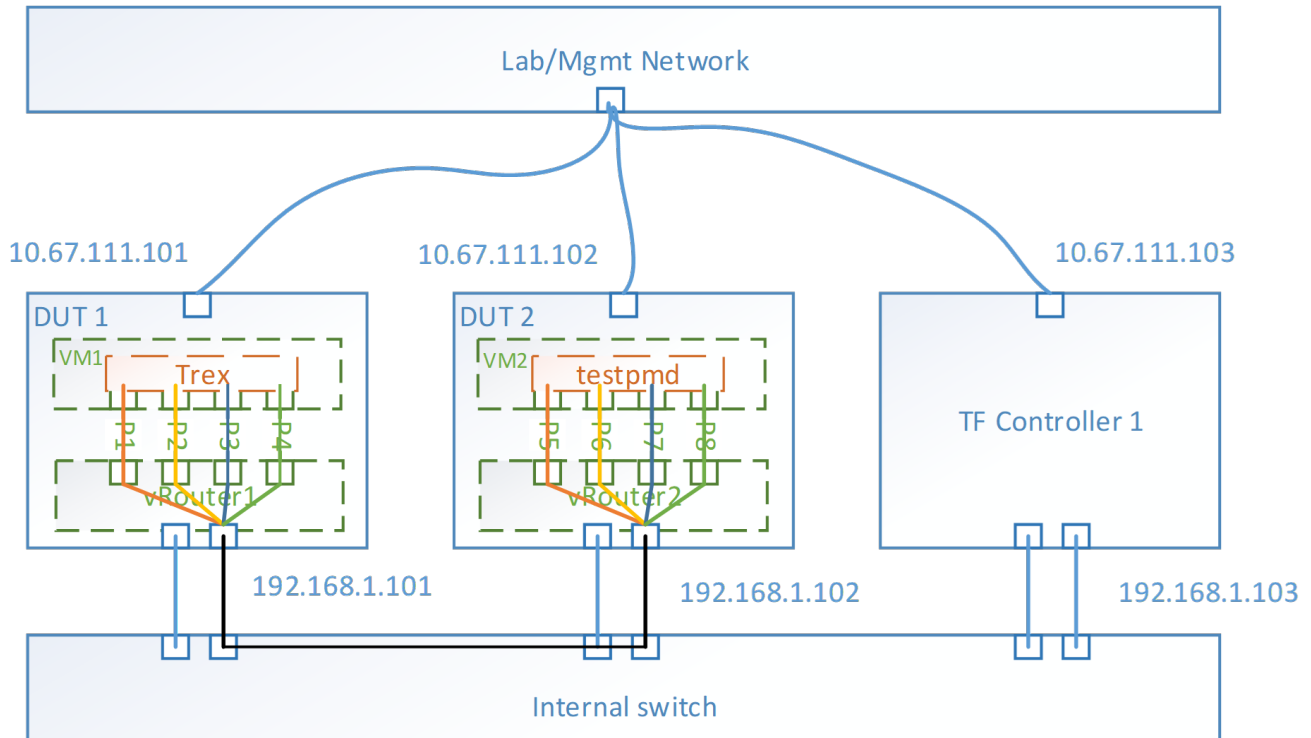 Lab/Mgmt Network
10.67.111.101
10.67.111.102
10.67.111.103
DUT 1
DUT 2
VM1
Trex
VM2
testpmd
TF Controller 1
P1
P2
P3
P4
P5
P6
P7
P8
vRouter1
vRouter2
192.168.1.101
192.168.1.102
192.168.1.103
Internal switch